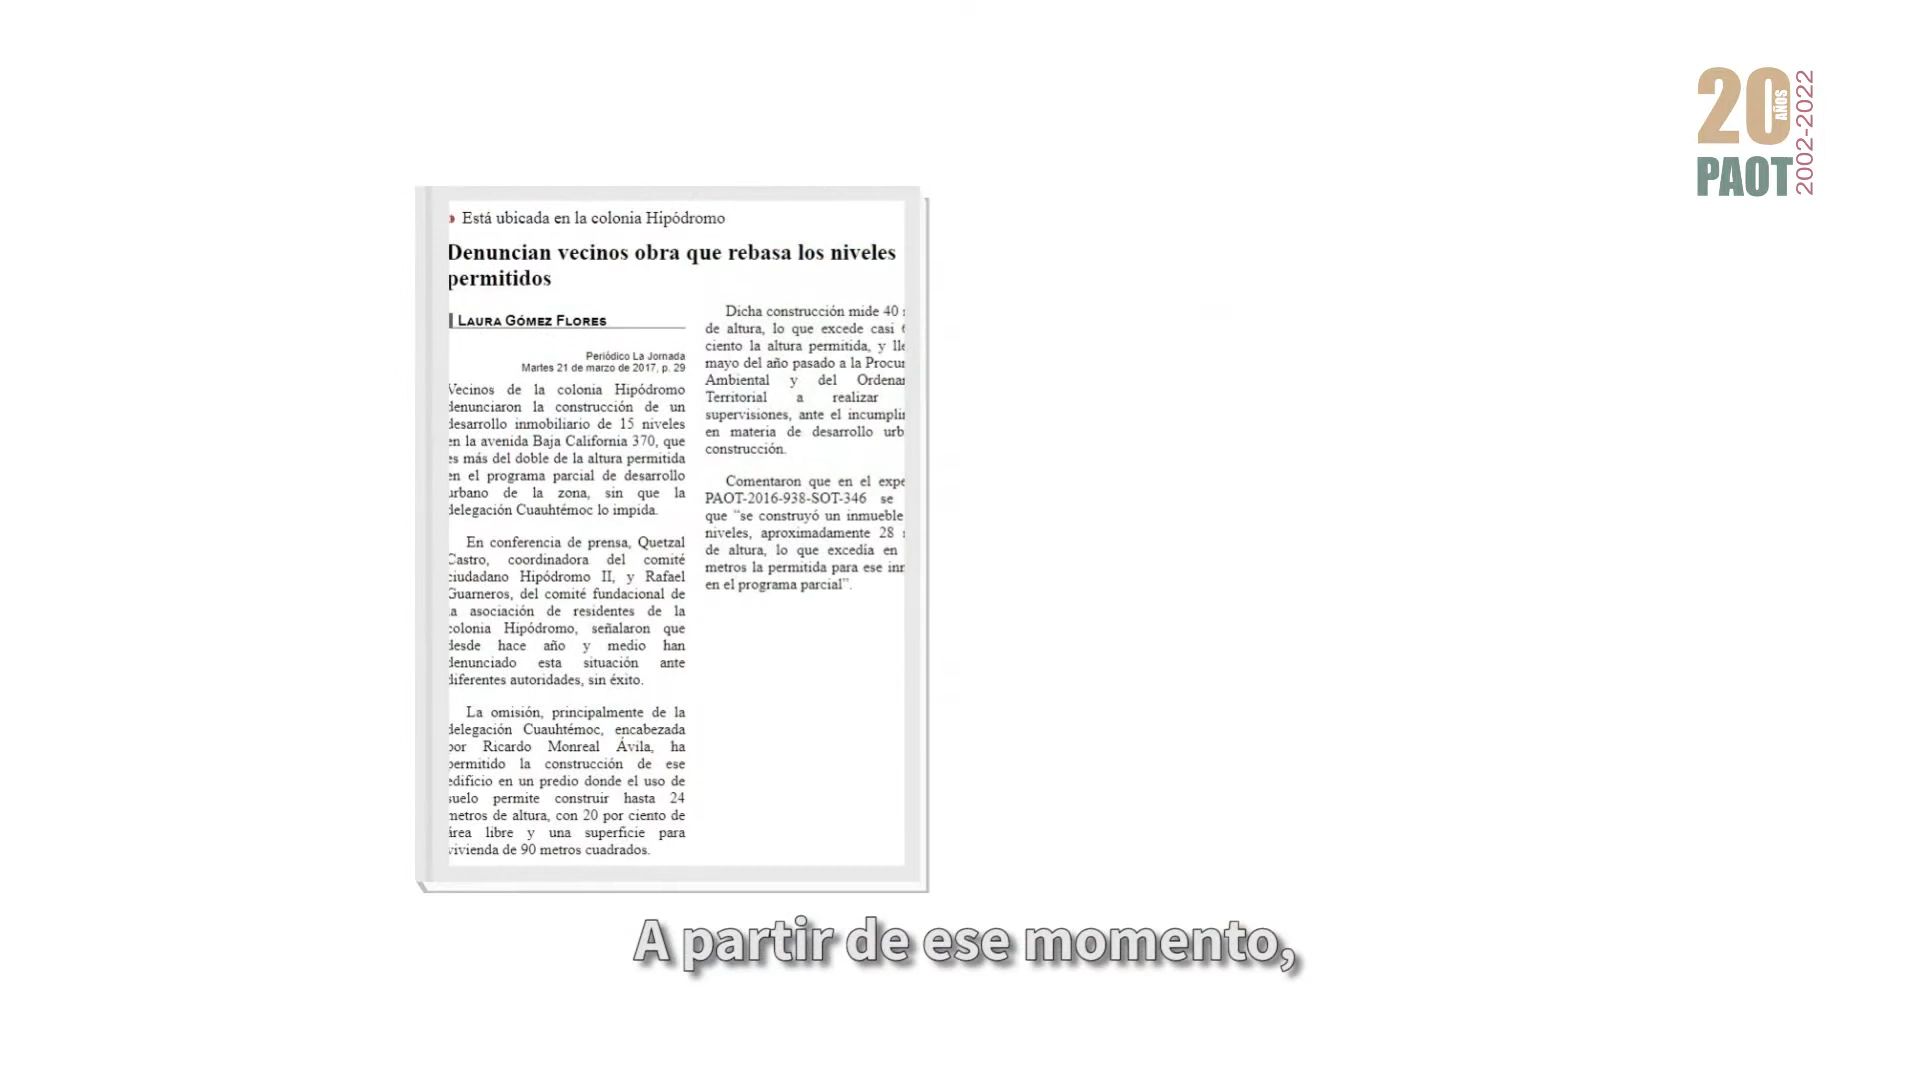 20 AÑOS
PAOT
2002-2022
Está ubicada en la colonia Hipódromo
Denuncian vecinos obra que rebasa los niveles
permitidos
LAURA GÓMEZ FLORES
Periódico La Jornada
Martes 21 de marzo de 2017, p. 29
Vecinos de la colonia Hipódromo
denunciaron la construcción de un
desarrollo inmobiliario de 15 niveles
en la avenida Baja California 370, que
es más del doble de la altura permitida
en el programa parcial de desarrollo
urbano de la zona, sin que la
delegación Cuauhtémoc lo impida.
En conferencia de prensa, Quetzal
Castro, coordinadora del comité
ciudadano Hipódromo II, y Rafael
Guarneros, del comité fundacional de
la asociación de residentes de la
colonia Hipódromo, señalaron que
desde hace año y medio han
denunciado esta situación ante
diferentes autoridades, sin éxito.
La omisión, principalmente de la
delegación Cuauhtémoc, encabezada
por Ricardo Monreal Ávila, ha
permitido la construcción de ese
edificio en un predio donde el uso de
suelo permite construir hasta 24
metros de altura, con 20 por ciento de
área libre y una superficie para
vivienda de 90 metros cuadrados.
Dicha construcción mide 40
de altura, lo que excede casi
ciento la altura permitida, y lle
mayo del año pasado a la Procur
Ambiental y del Ordenar
Territorial a realizar
supervisiones, ante el incumplir
en materia de desarrollo urb
construcción.
Comentaron que en el expe
PAOT-2016-938-SOT-346 se
que “se construyó un inmueble
niveles, aproximadamente 28
de altura, lo que excedía en
metros la permitida para ese inr
en el programa parcial”.
A partir de ese momento,